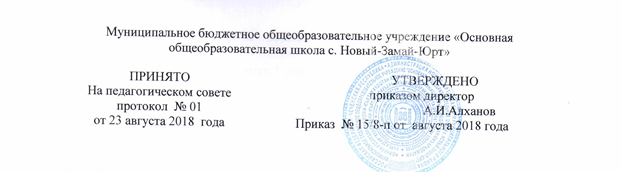 Муниципальное бюджетное общеобразовательное учреждение «Основная
общеобразовательная школа с. Новый-Замай-Юрт»
ПРИНЯТО
На педагогическом совете
протокол № 01
от 23 августа 2018 года
УТВЕРЖДЕНО
приказом директор
А.И.Алханов
Приказ № 15/8-п от августа 2018 года